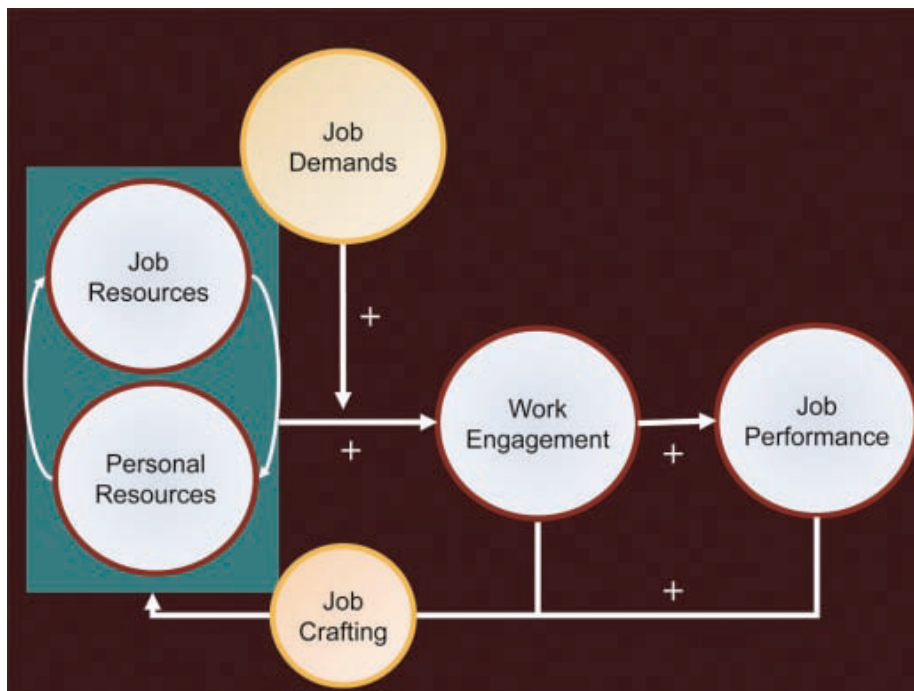 Job
Demands
Job
Resources
+
Work
Engagement
Job
Performance
+
+
Personal
Resources
Job
Crafting
+